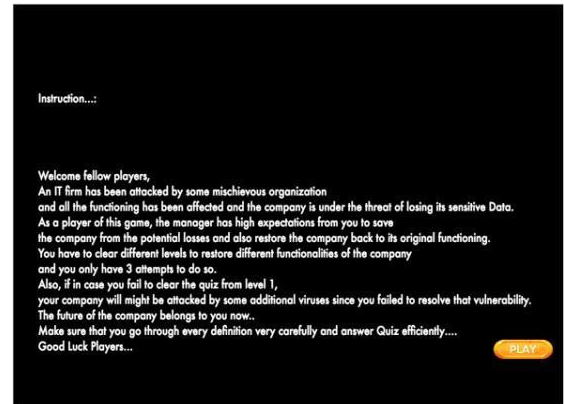 Instruction...:
Welcome fellow players,
An IT firm has been attacked by some mischievous organization
and all the functioning has been affected and the company is under the threat of losing its sensitive Data.
As a player of this game, the manager has high expectations from you to save
the company from the potential losses and also restore the company back to its original functioning.
You have to clear different levels to restore different functionalities of the company
and you only have 3 attempts to do so.
Also, if in case you fail to clear the quiz from level 1,
your company will might be attacked by some additional viruses since you failed to resolve that vulnerability.
The future of the company belongs to you now..
Make sure that you go through every definition very carefully and answer Quiz efficiently....
Good Luck Players...
PLAY